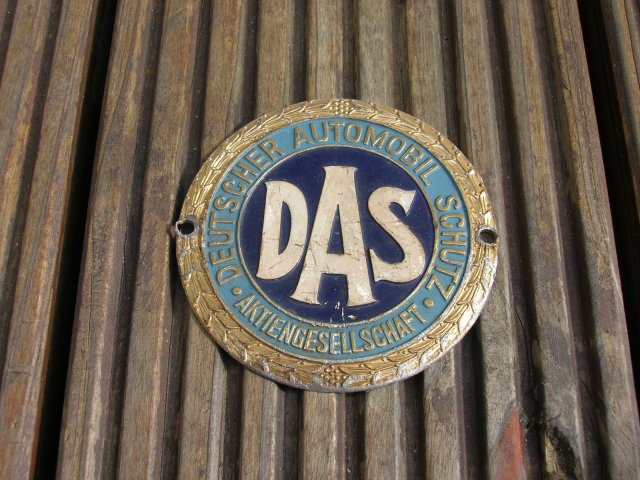 DEUTSCHER AUTOMOBIL SCHUTZ
DAS
AKTIENGESELLSCHAFT